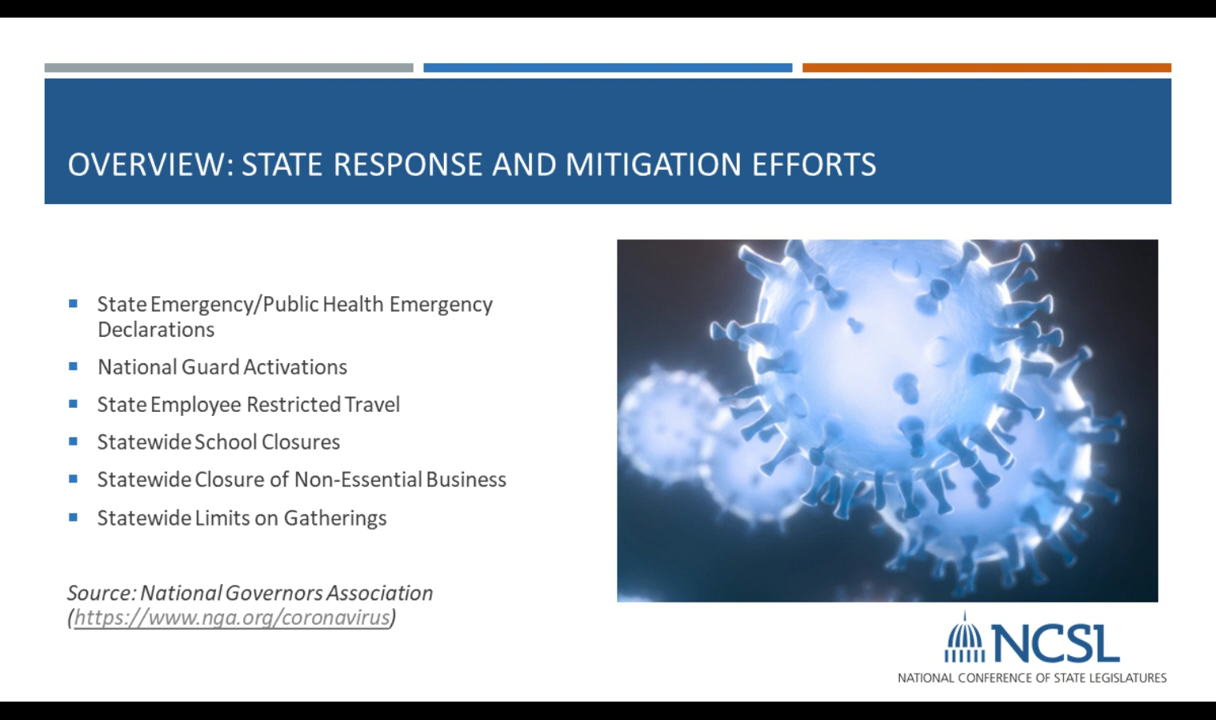 OVERVIEW: STATE RESPONSE AND MITIGATION EFFORTS
State Emergency/Public Health Emergency
Declarations
National Guard Activations
State Employee Restricted Travel
Statewide School Closures
Statewide Closure of Non-Essential Business
Statewide Limits on Gatherings
Source: National Governors Association
(https://www.nga.org/coronavirus)
NCSL
NATIONAL CONFERENCE OF STATE LEGISLATURES